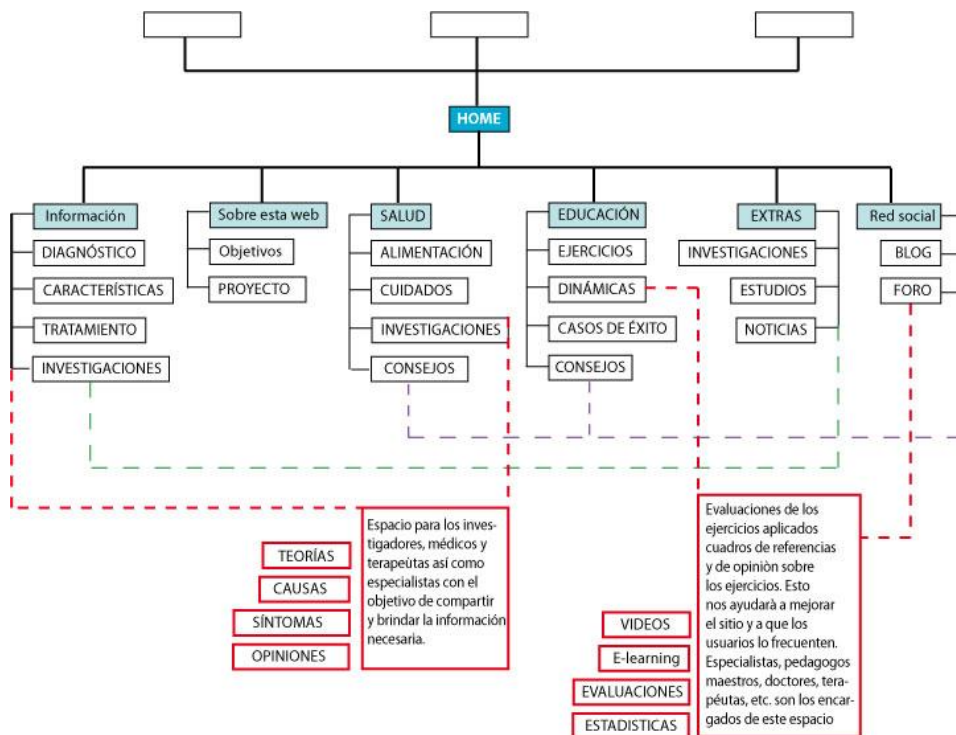 HOME
Información
Sobre esta web
SALUD
EDUCACIÓN
EXTRAS
Red social
DIAGNÓSTICO
Objetivos
ALIMENTACIÓN
EJERCICIOS
INVESTIGACIONES
BLOG
CARACTERÍSTICAS
PROYECTO
CUIDADOS
DINÁMICAS
ESTUDIOS
FORO
TRATAMIENTO
INVESTIGACIONES
CASOS DE ÉXITO
NOTICIAS
INVESTIGACIONES
CONSEJOS
CONSEJOS
Espacio para los inves-
tigadores, médicos y
terapeùtas así como
especialistas con el
objetivo de compartir
y brindar la información
necesaria.
TEORÍAS
CAUSAS
SÍNTOMAS
OPINIONES
Evaluaciones de los
ejercicios aplicados
cuadros de referencias
y de opiniòn sobre
los ejercicios. Esto
nos ayudarà a mejorar
el sitio y a que los
usuarios lo frecuenten.
Especialistas, pedagogos
maestros, doctores, tera-
péutas, etc. son los encar-
gados de este espacio
VIDEOS
E-learning
EVALUACIONES
ESTADISTICAS